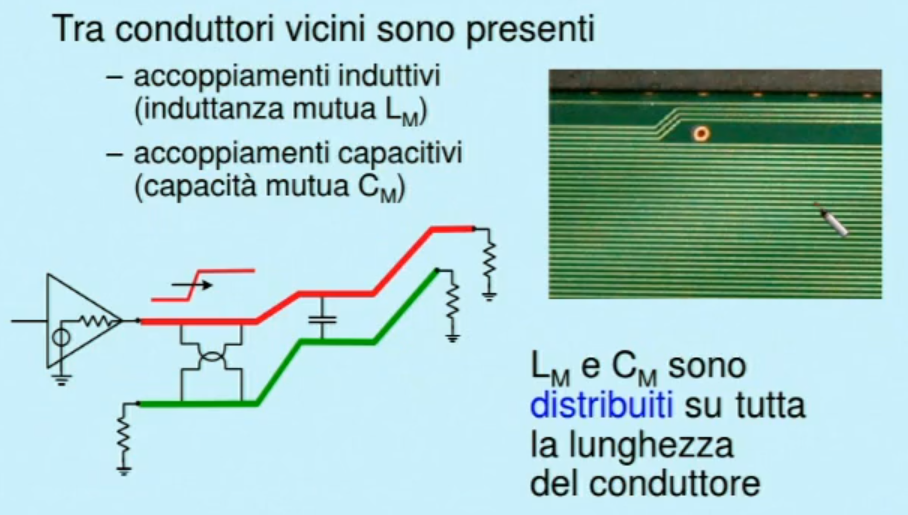 Tra conduttori vicini sono presenti
– accoppiamenti induttivi
(induttanza mutua L_M)
– accoppiamenti capacitivi
(capacità mutua C_M)
L_M e C_M sono
distribuiti su tutta
la lunghezza
del conduttore